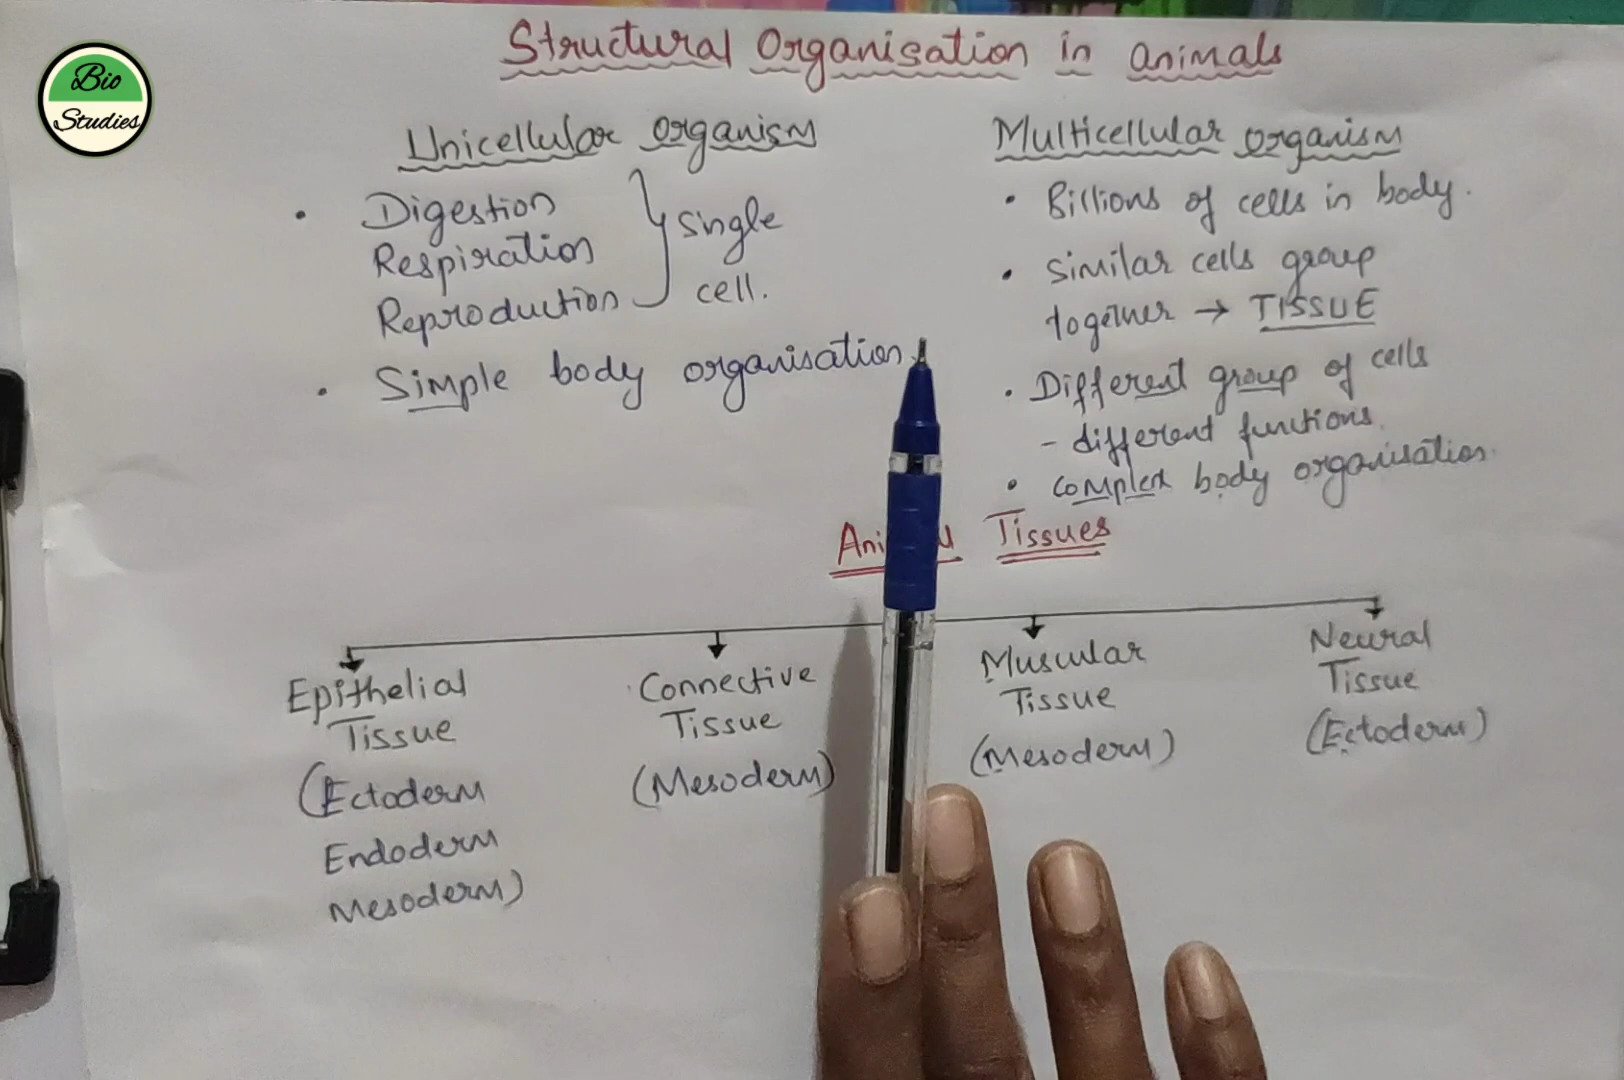 Bio
Studies
Structural Organisation in animals
Unicellular organism
• Digestion
Respiration
Reproduction
single
cell.
• Simple body organisation
Multicellular organism
• Billions of cells in body.
• similar cells group
together → TISSUE
• Different group of cells
- different functions.
• complex body organisation.
Tissues
Epithelial
Tissue
(Ectoderm
Endoderm
Mesoderm)
Connective
Tissue
(Mesoderm)
Muscular
Tissue
(Mesoderm)
Neural
Tissue
(Ectoderm)